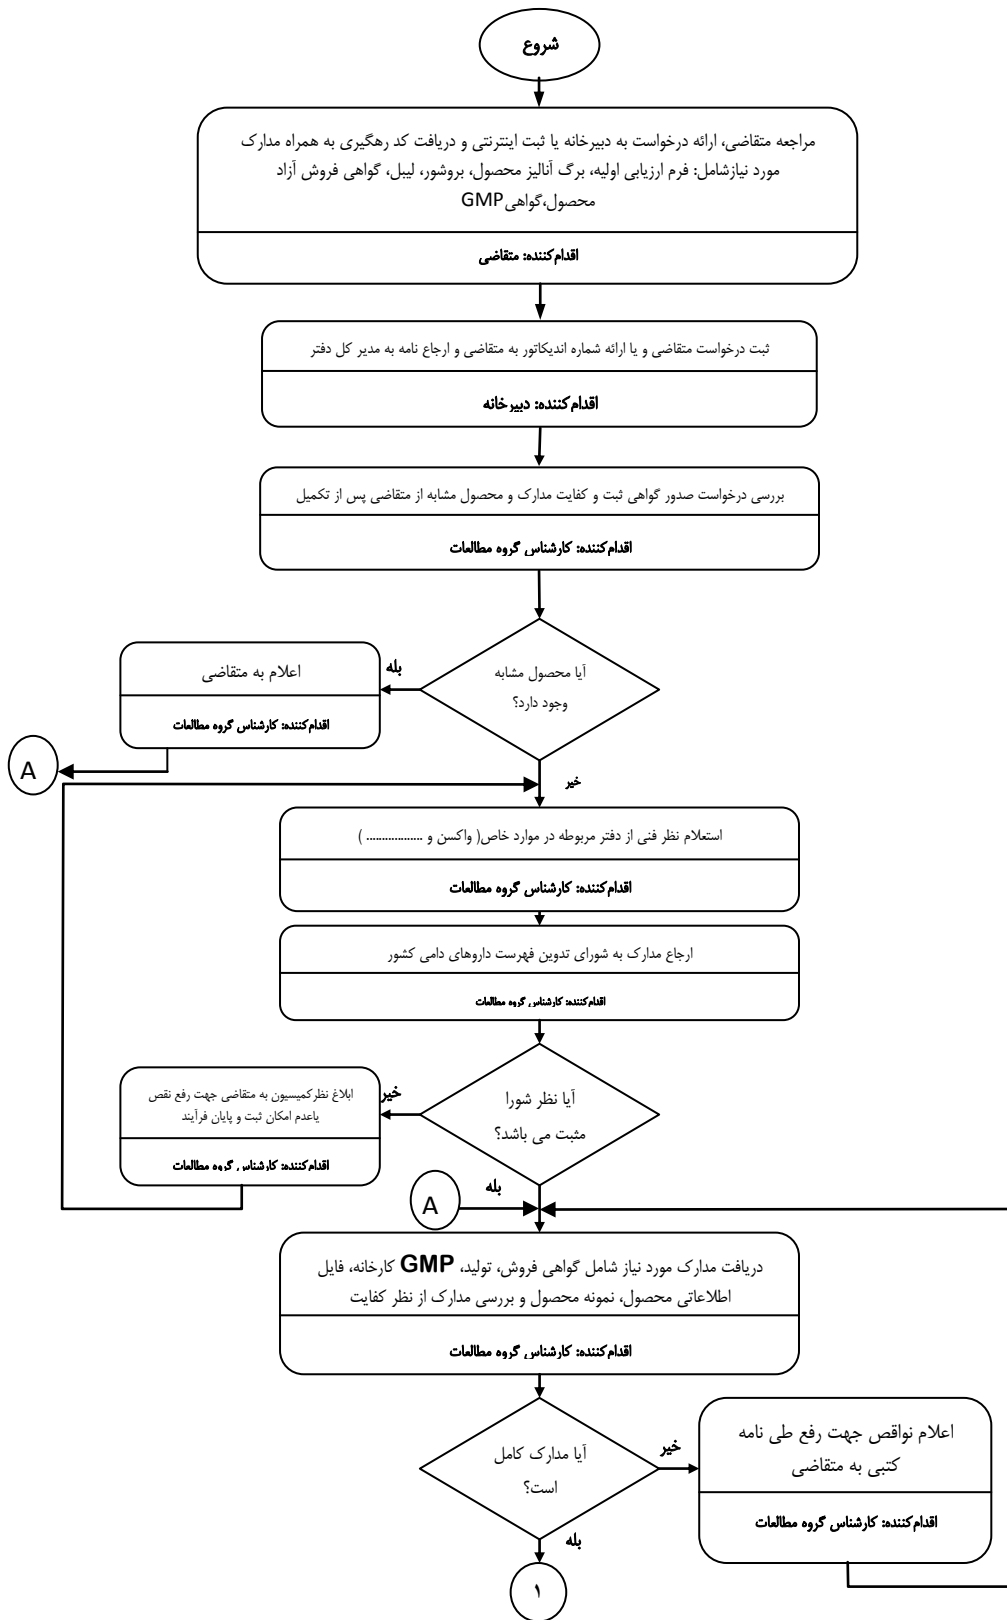 شروع
مراجعه متقاضی، ارائه درخواست به دبیرخانه یا ثبت اینترنتی و دریافت کد رهگیری به همراه مدارک
مورد نیازشامل: فرم ارزیابی اولیه، برگ آنالیز محصول، بروشور، لیبل، گواهی فروش آزاد
محصول،گواهیGMP
اقدام‌کننده: متقاضی
ثبت درخواست متقاضی و یا ارائه شماره اندیکاتور به متقاضی و ارجاع نامه به مدیر کل دفتر
اقدام‌کننده: دبیرخانه
بررسی درخواست صدور گواهی ثبت و کفایت مدارک و محصول مشابه از متقاضی پس از تکمیل
اقدام‌کننده: کارشناس گروه مطالعات
آیا محصول مشابه
وجود دارد؟
بله
اعلام به متقاضی
اقدام‌کننده: کارشناس گروه مطالعات
A
خیر
استعلام نظر فنی از دفتر مربوطه در موارد خاص( واکسن و .................. )
اقدام‌کننده: کارشناس گروه مطالعات
ارجاع مدارک به شورای تدوین فهرست داروهای دامی کشور
اقدام‌کننده: کارشناس گروه مطالعات
آیا نظر شورا
مثبت می باشد؟
خیر
ابلاغ نظرکمیسیون به متقاضی جهت رفع نقص
یاعدم امکان ثبت و پایان فرآیند
اقدام‌کننده: کارشناس گروه مطالعات
بله
A
دریافت مدارک مورد نیاز شامل گواهی فروش، تولید، GMP کارخانه، فایل
اطلاعاتی محصول، نمونه محصول و بررسی مدارک از نظر کفایت
اقدام‌کننده: کارشناس گروه مطالعات
آیا مدارک کامل
است؟
خیر
اعلام نواقص جهت رفع طی نامه
کتبی به متقاضی
اقدام‌کننده: کارشناس گروه مطالعات
بله
۱